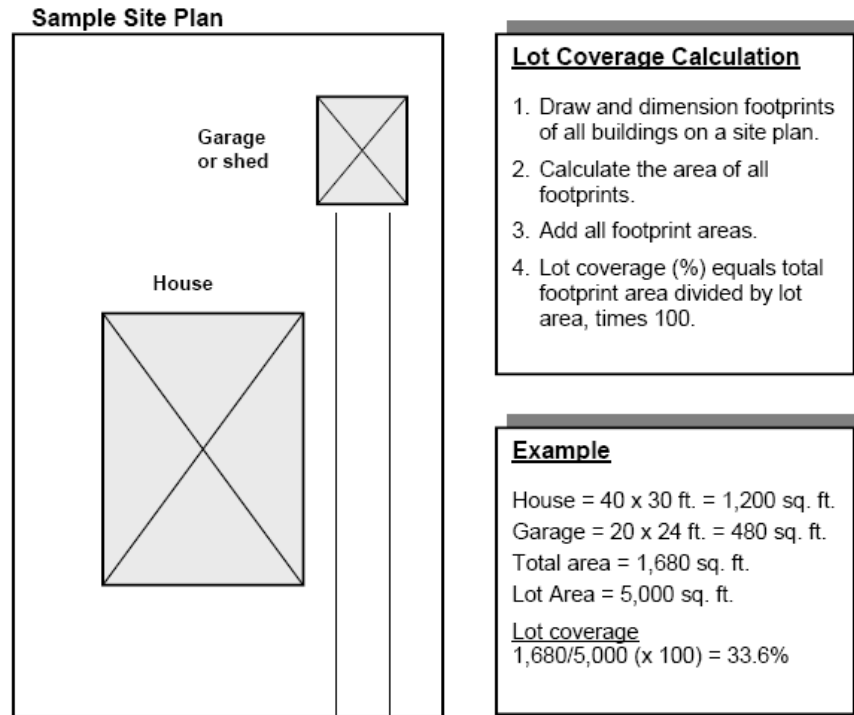 Sample Site Plan
Garage
or shed
House
Lot Coverage Calculation
1. Draw and dimension footprints
of all buildings on a site plan.
2. Calculate the area of all
footprints.
3. Add all footprint areas.
4. Lot coverage (%) equals total
footprint area divided by lot
area, times 100.
Example
House = 40 x 30 ft. = 1,200 sq. ft.
Garage = 20 x 24 ft. = 480 sq. ft.
Total area = 1,680 sq. ft.
Lot Area = 5,000 sq. ft.
Lot coverage
1,680/5,000 (x 100) = 33.6%